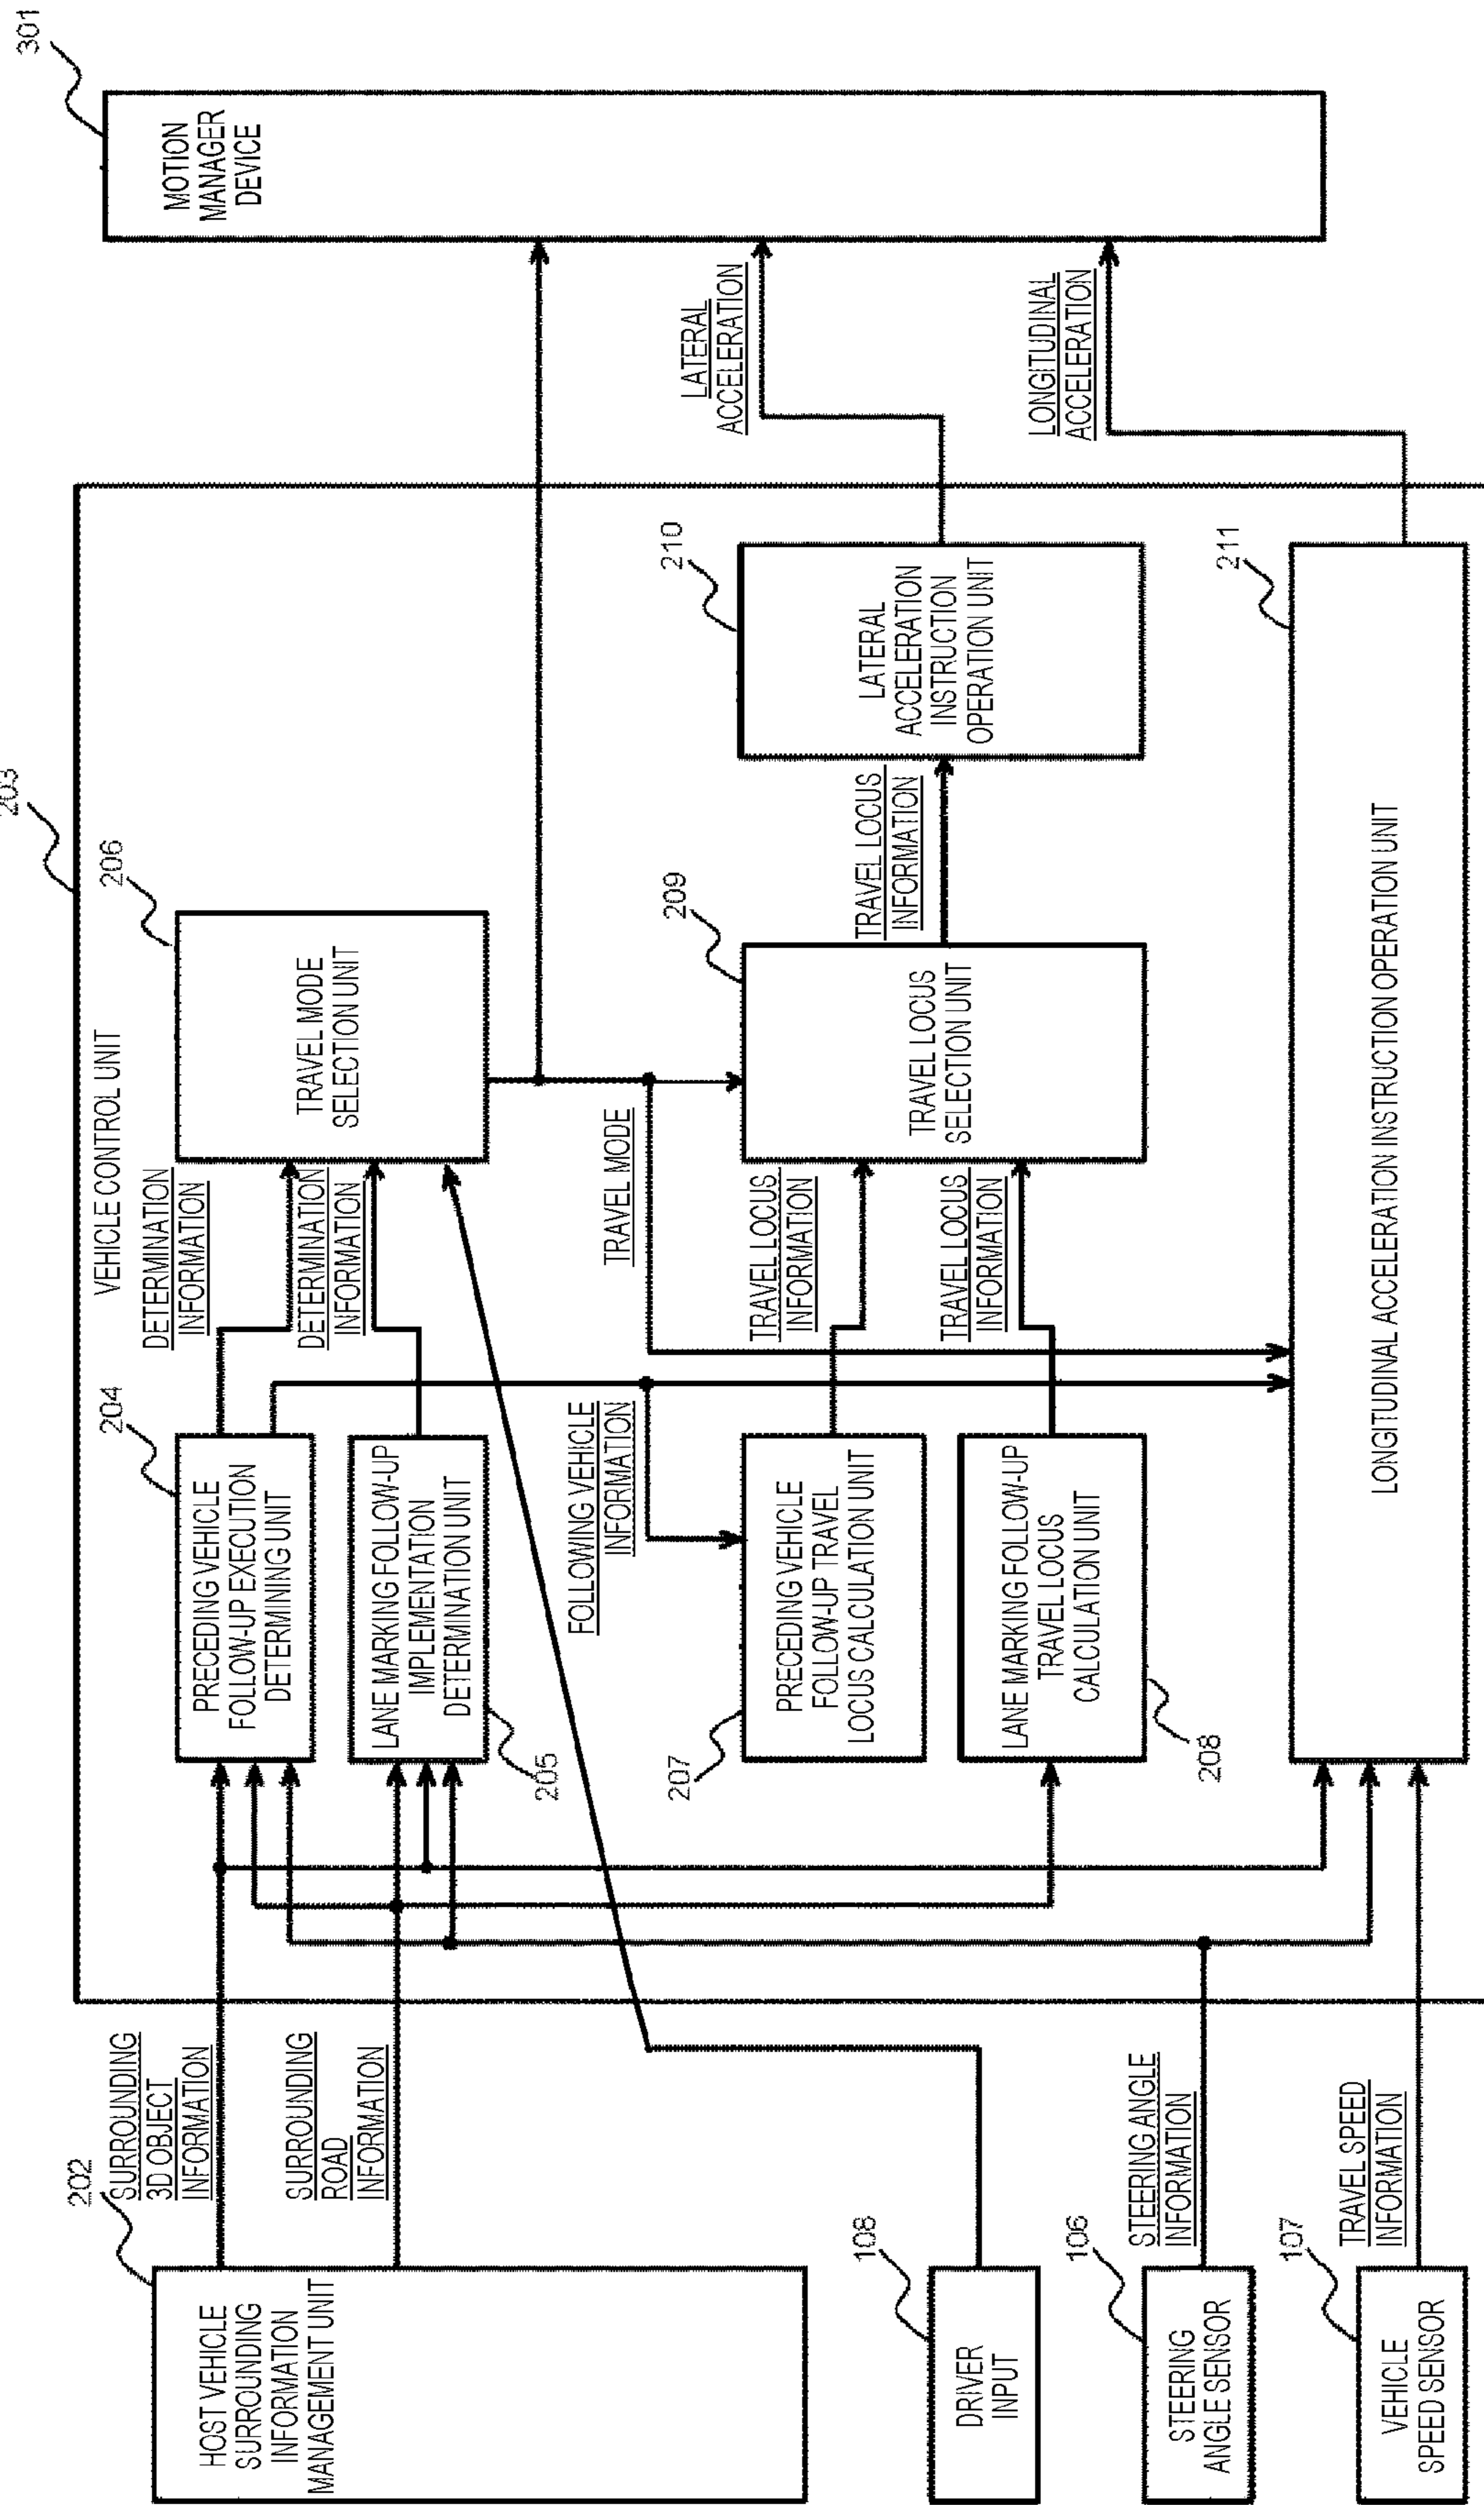 203
VEHICLE CONTROL UNIT
202
HOST VEHICLE
SURROUNDING
INFORMATION
MANAGEMENT UNIT
SURROUNDING
3D OBJECT
INFORMATION
SURROUNDING
ROAD
INFORMATION
204
PRECEDING VEHICLE
FOLLOW-UP EXECUTION
DETERMINING UNIT
DETERMINATION
INFORMATION
LANE MARKING FOLLOW-UP
IMPLEMENTATION
DETERMINATION UNIT
205
DETERMINATION
INFORMATION
206
TRAVEL MODE
SELECTION UNIT
301
MOTION
MANAGER
DEVICE
108
DRIVER
INPUT
FOLLOWING VEHICLE
INFORMATION
TRAVEL MODE
207
PRECEDING VEHICLE
FOLLOW-UP TRAVEL
LOCUS CALCULATION UNIT
TRAVEL LOCUS
INFORMATION
LANE MARKING FOLLOW-UP
TRAVEL LOCUS
CALCULATION UNIT
208
TRAVEL LOCUS
INFORMATION
209
TRAVEL LOCUS
SELECTION UNIT
TRAVEL LOCUS
INFORMATION
210
LATERAL
ACCELERATION
INSTRUCTION
OPERATION UNIT
LATERAL
ACCELERATION
106
STEERING
ANGLE SENSOR
STEERING ANGLE
INFORMATION
107
VEHICLE
SPEED SENSOR
TRAVEL SPEED
INFORMATION
211
LONGITUDINAL ACCELERATION INSTRUCTION OPERATION UNIT
LONGITUDINAL
ACCELERATION